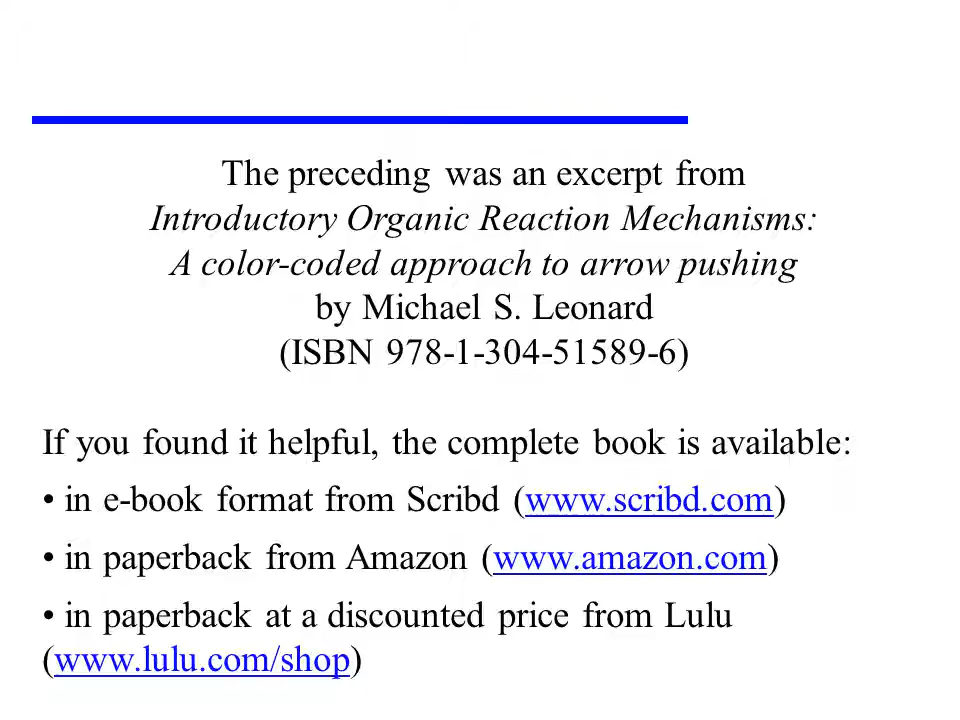 The preceding was an excerpt from
Introductory Organic Reaction Mechanisms:
A color-coded approach to arrow pushing
by Michael S. Leonard
(ISBN 978-1-304-51589-6)
If you found it helpful, the complete book is available:
• in e-book format from Scribd (www.scribd.com)
• in paperback from Amazon (www.amazon.com)
• in paperback at a discounted price from Lulu
(www.lulu.com/shop)